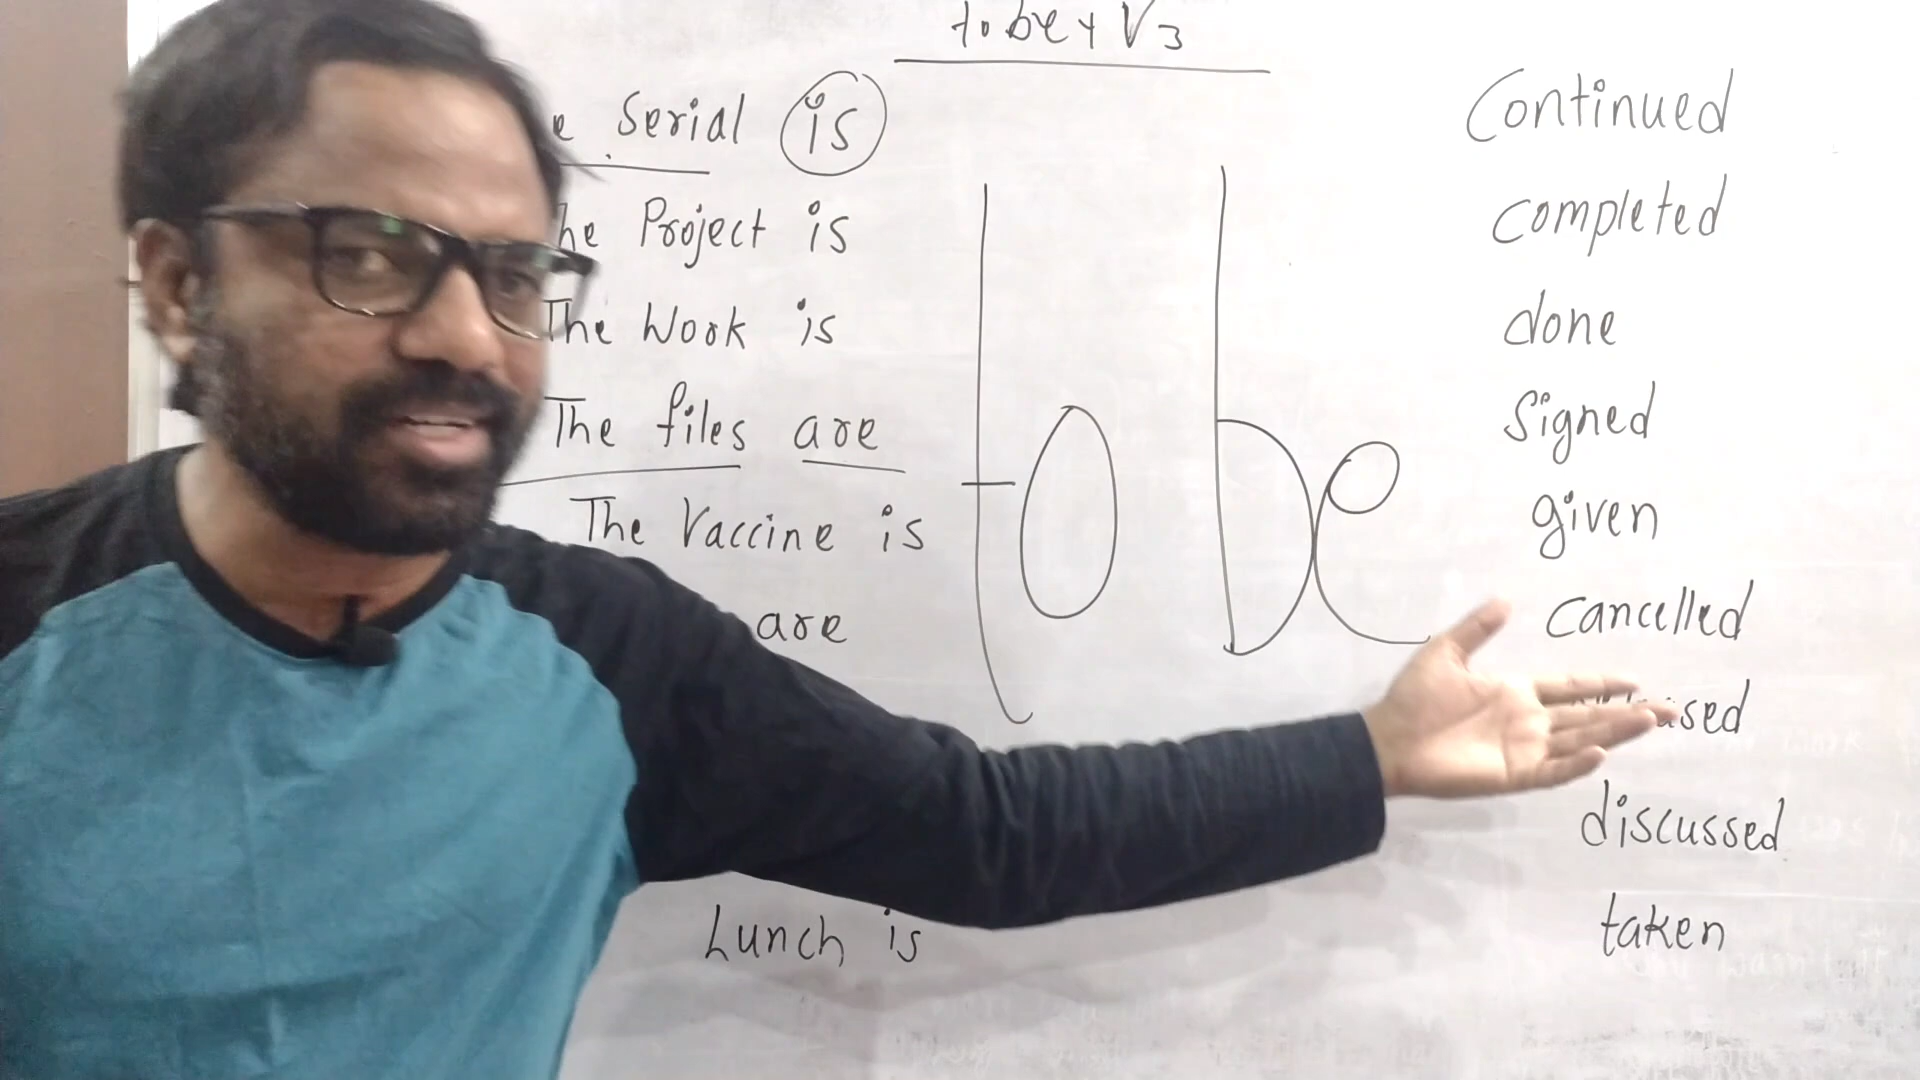 to be + V3
e Serial is to be Continued
he Project is completed
The Work is done
The files are signed
The Vaccine is given
are cancelled
discussed
Lunch is taken